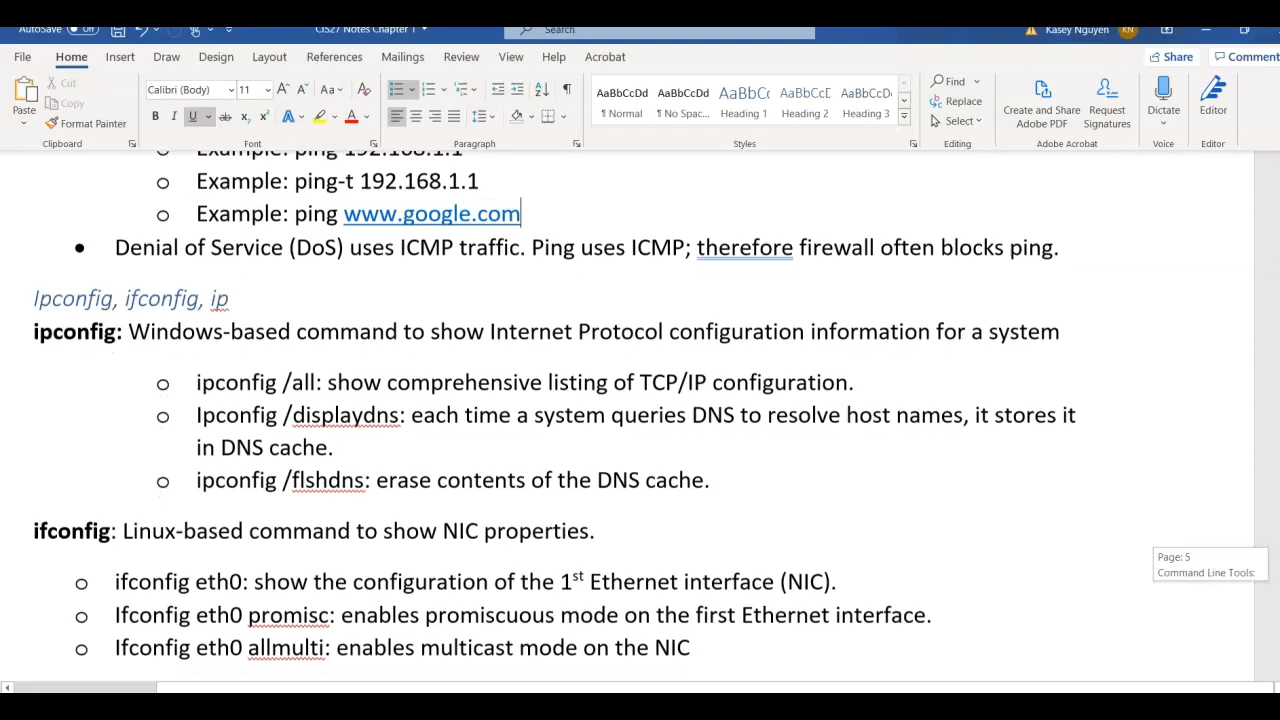 AutoSave Off CIS27 Notes Chapter 1 Search Kasey Nguyen KN
File Home Insert Draw Design Layout References Mailings Review View Help Acrobat Share Comment
Paste Cut Copy Format Painter
Calibri (Body) 11
AaBbCcDd AaBbCcDd AaBbC( AaBbCcE AaBbCcD
¶ Normal ¶ No Spac... Heading 1 Heading 2 Heading 3
Find Replace Select
Create and Share Adobe PDF Request Signatures Dictate Editor
Clipboard Font Paragraph Styles Editing Adobe Acrobat Voice Editor
o Example: ping 192.168.1.1
o Example: ping-t 192.168.1.1
o Example: ping www.google.com
• Denial of Service (DoS) uses ICMP traffic. Ping uses ICMP; therefore firewall often blocks ping.
Ipconfig, ifconfig, ip
ipconfig: Windows-based command to show Internet Protocol configuration information for a system
o ipconfig /all: show comprehensive listing of TCP/IP configuration.
o Ipconfig /displaydns: each time a system queries DNS to resolve host names, it stores it
in DNS cache.
o ipconfig /flshdns: erase contents of the DNS cache.
ifconfig: Linux-based command to show NIC properties.
o ifconfig eth0: show the configuration of the 1st Ethernet interface (NIC).
o Ifconfig eth0 promisc: enables promiscuous mode on the first Ethernet interface.
o Ifconfig eth0 allmulti: enables multicast mode on the NIC
Page: 5
Command Line Tools: